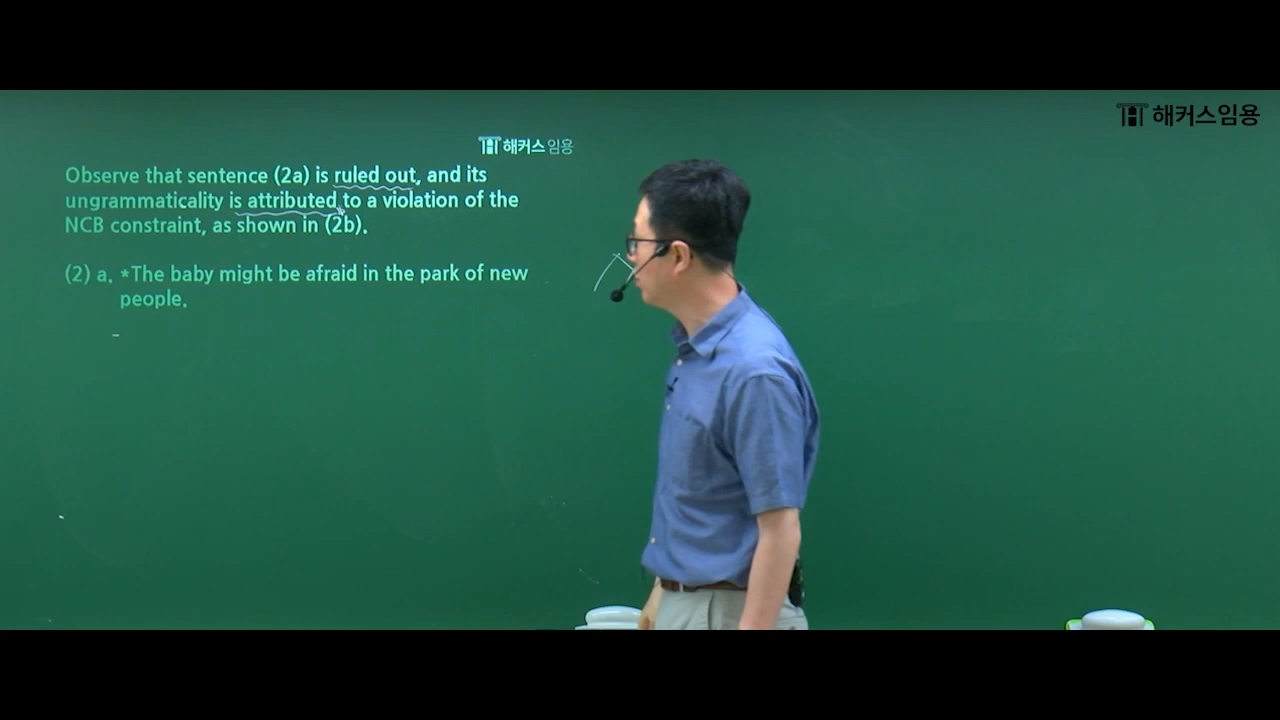 해커스임용
해커스임용
Observe that sentence (2a) is ruled out, and its
ungrammaticality is attributed to a violation of the
NCB constraint, as shown in (2b).
(2) a. *The baby might be afraid in the park of new
people.